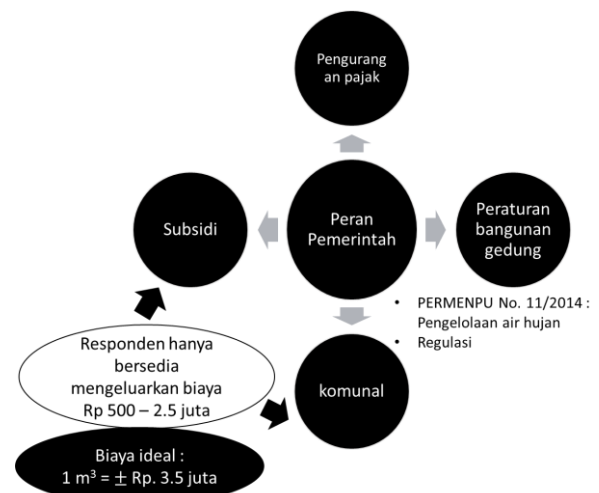 Pengurang
an pajak
Subsidi
Peran
Pemerintah
Peraturan
bangunan
gedung
• PERMENPU No. 11/2014 :
Pengelolaan air hujan
• Regulasi
Responden hanya
bersedia
mengeluarkan biaya
Rp 500 – 2.5 juta
komunal
Biaya ideal :
1 m³ = ± Rp. 3.5 juta